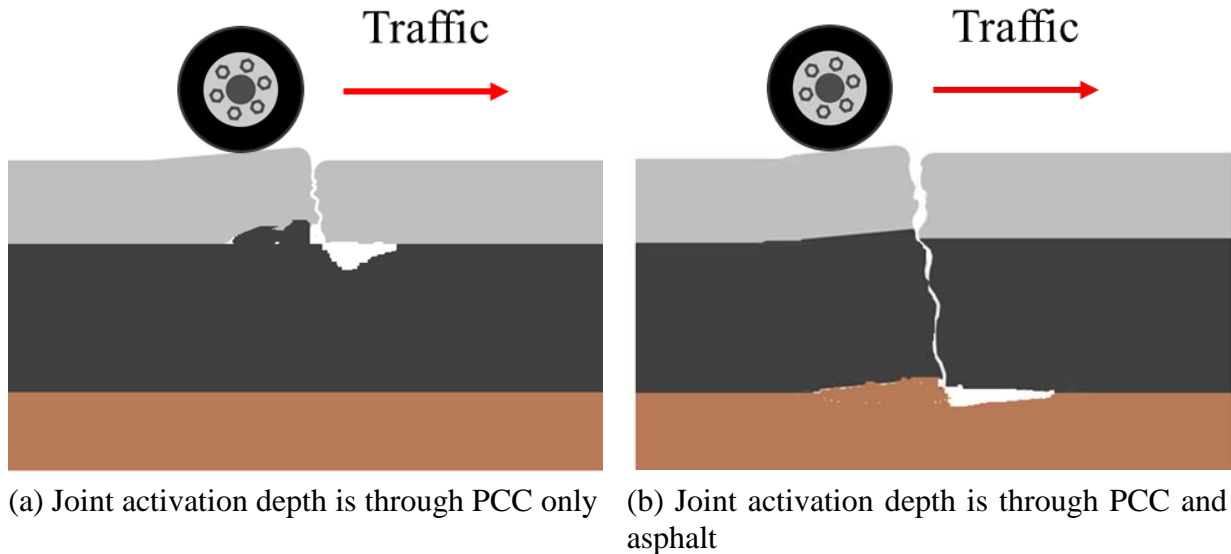 Traffic
Traffic
(a) Joint activation depth is through PCC only
(b) Joint activation depth is through PCC and
asphalt